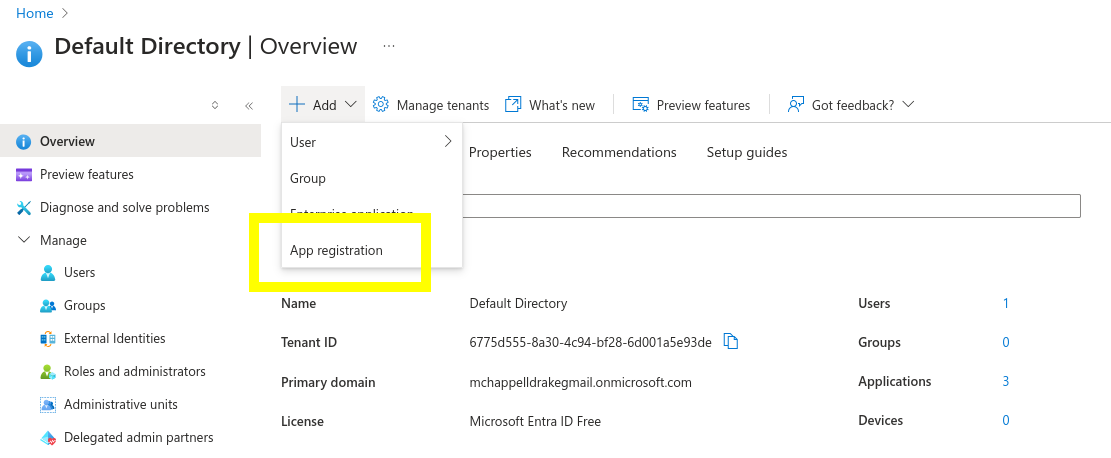 Home
Default Directory | Overview
Add
Manage tenants
What's new
Preview features
Got feedback?
Overview
Preview features
Diagnose and solve problems
Manage
Users
Groups
External Identities
Roles and administrators
Administrative units
Delegated admin partners
User
Group
Enterprise application
App registration
Properties
Recommendations
Setup guides
Name Default Directory Users 1
Tenant ID 6775d555-8a30-4c94-bf28-6d001a5e93de Groups 0
Primary domain mchappelldrakegmail.onmicrosoft.com Applications 3
License Microsoft Entra ID Free Devices 0